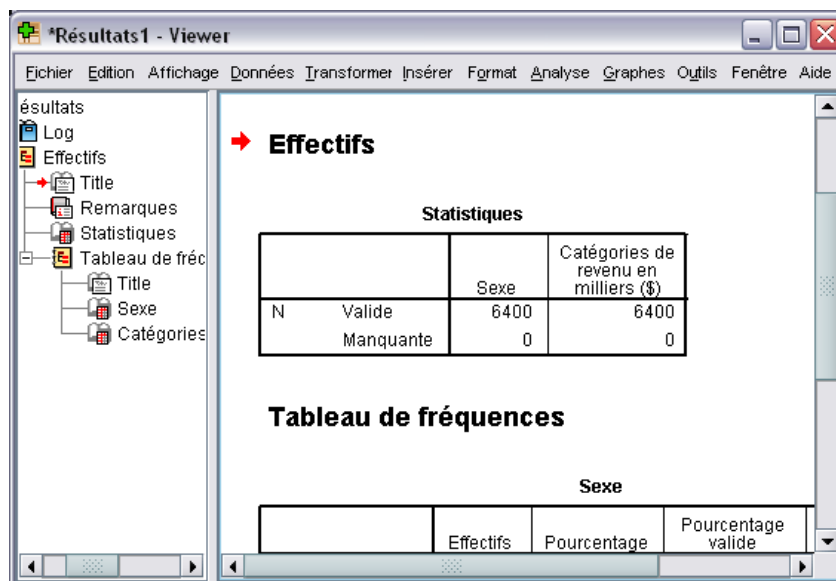 *Résultats1 - Viewer
Fichier Edition Affichage Données Transformer Insérer Format Analyse Graphes Outils Fenêtre Aide
ésultats
Log
Effectifs
Title
Remarques
Statistiques
Tableau de fréc
Title
Sexe
Catégories
Effectifs
Statistiques
Sexe
Catégories de
revenu en
milliers ($)
N Valide 6400 6400
Manquante 0 0
Tableau de fréquences
Sexe
Effectifs Pourcentage Pourcentage
valide